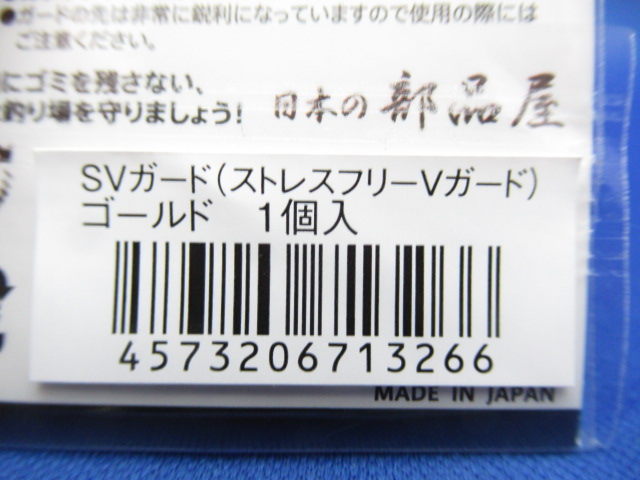 ●ガードの先は非常に鋭利になっていますので使用の際には
ご注意ください。
にゴミを残さない、
釣り場を守りましょう!
日本の部品屋
SVガード(ストレスフリーVガード)
ゴールド 1個入
4573206713266
MADE IN JAPAN